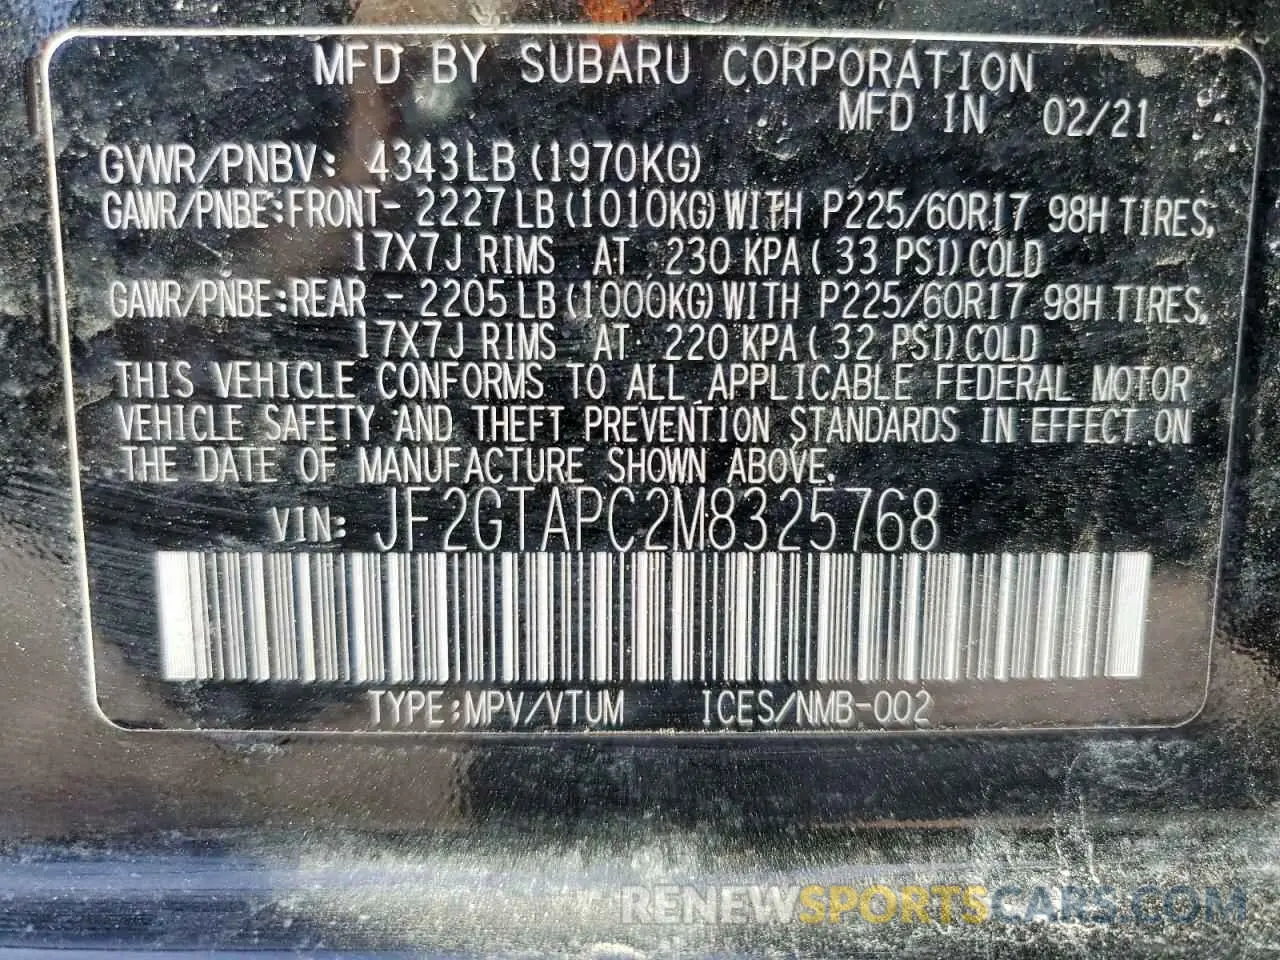 MFD BY SUBARU CORPORATION
MFD IN 02/21
GVWR/PNBV: 4343LB (1970KG)
GAWR/PNBE:FRONT- 2227LB (1010KG) WITH P225/60R17 98H TIRES,
17X7J RIMS AT 230 KPA( 33 PSI) COLD
GAWR/PNBE:REAR - 2205LB (1000KG) WITH P225/60R17 98H TIRES,
17X7J RIMS AT 220 KPA( 32 PSI) COLD
THIS VEHICLE CONFORMS TO ALL APPLICABLE FEDERAL MOTOR
VEHICLE SAFETY AND THEFT PREVENTION STANDARDS IN EFFECT ON
THE DATE OF MANUFACTURE SHOWN ABOVE.
VIN: JF2GTAPC2M8325768
TYPE:MPV/VTUM ICES/NMB-002
RENEWSPORTSCARS.COM